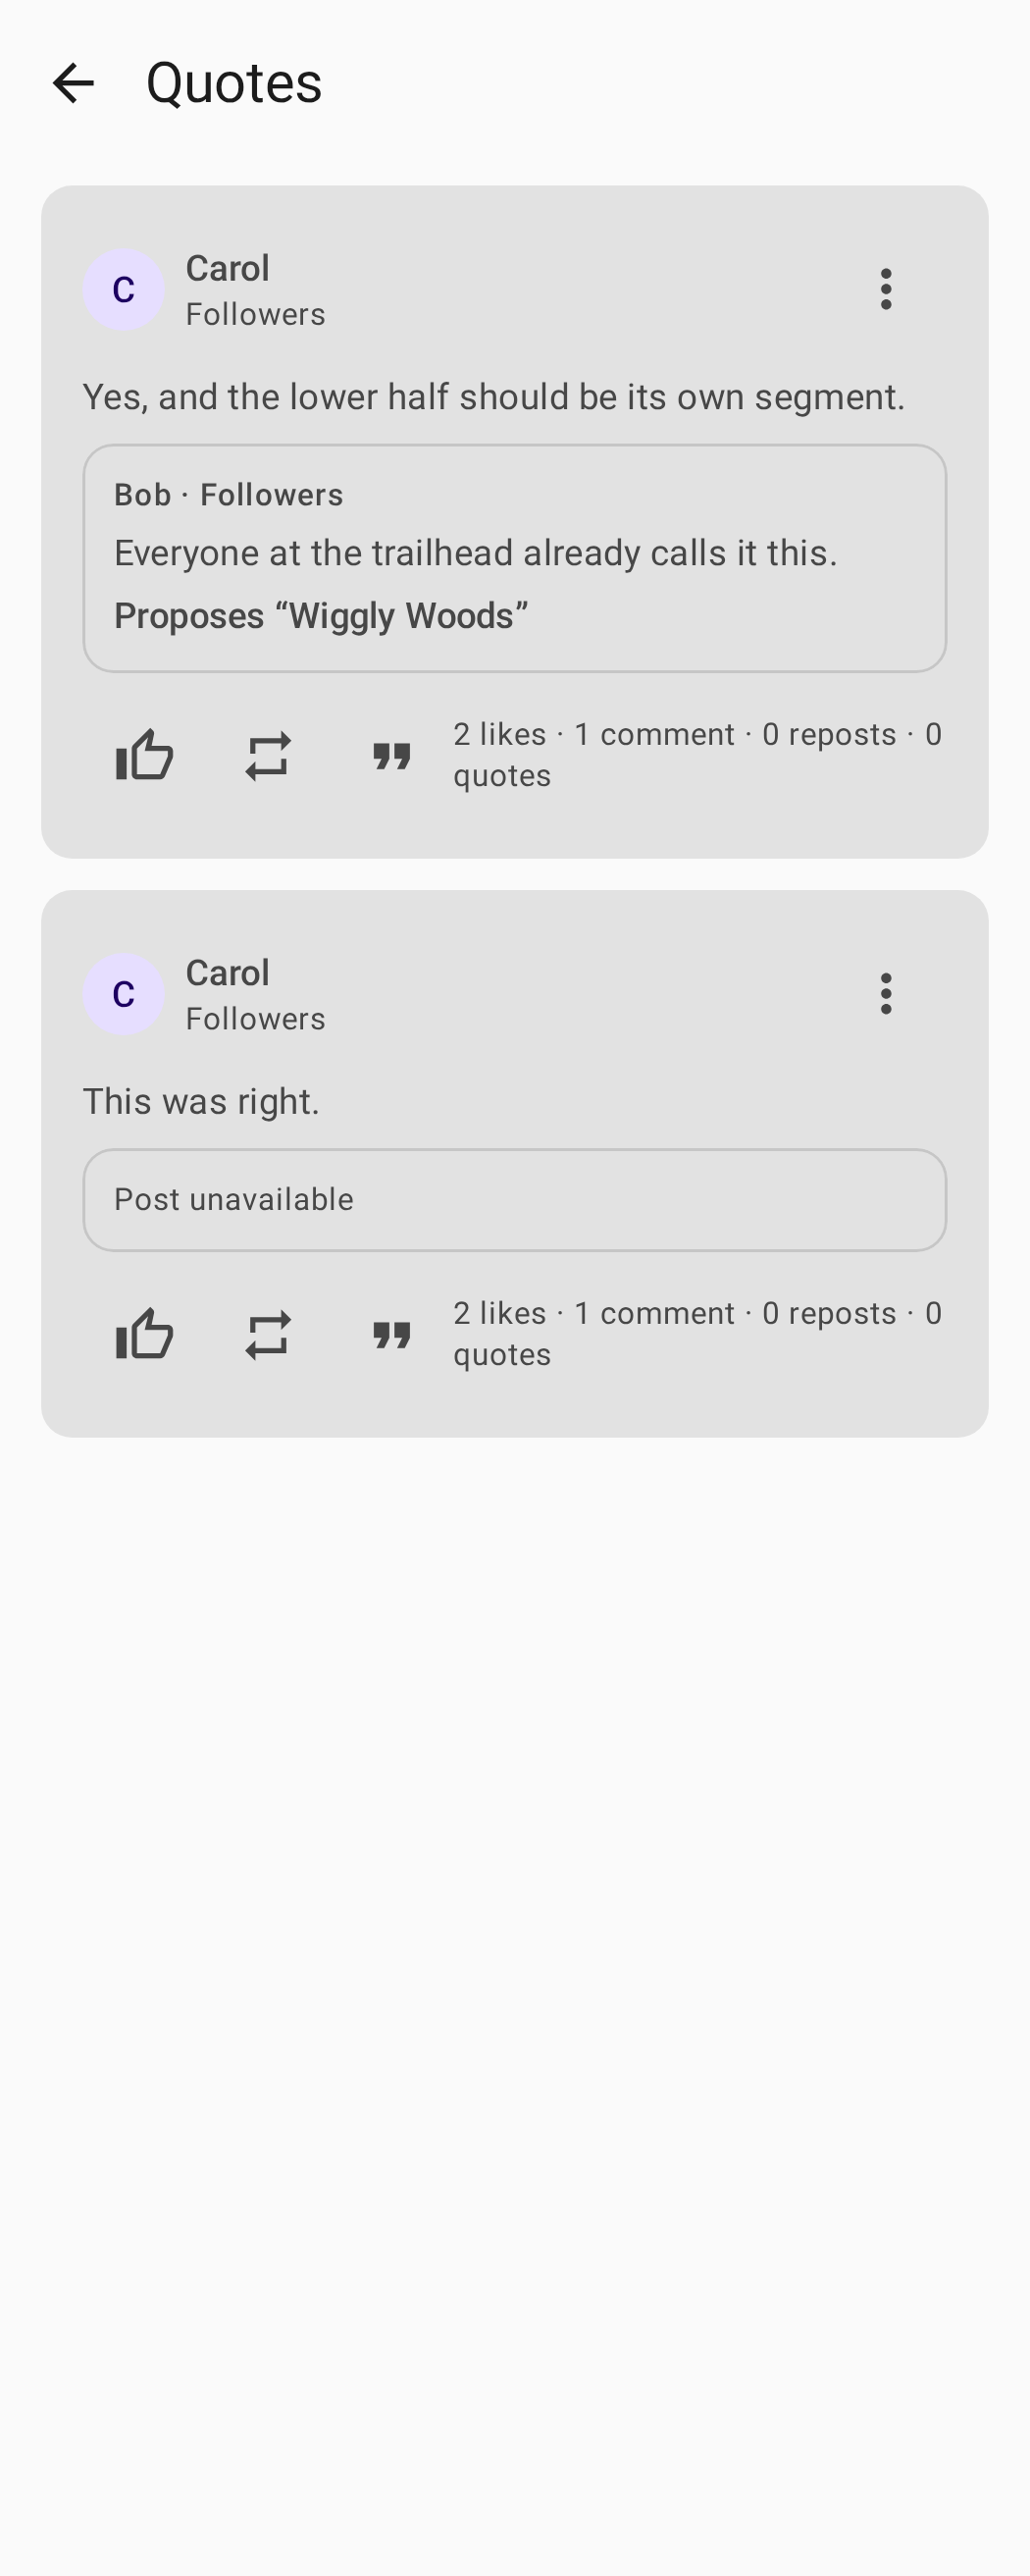 Quotes
C
Carol
Followers
Yes, and the lower half should be its own segment.
Bob · Followers
Everyone at the trailhead already calls it this.
Proposes “Wiggly Woods”
2 likes · 1 comment · 0 reposts · 0
quotes
C
Carol
Followers
This was right.
Post unavailable
2 likes · 1 comment · 0 reposts · 0
quotes